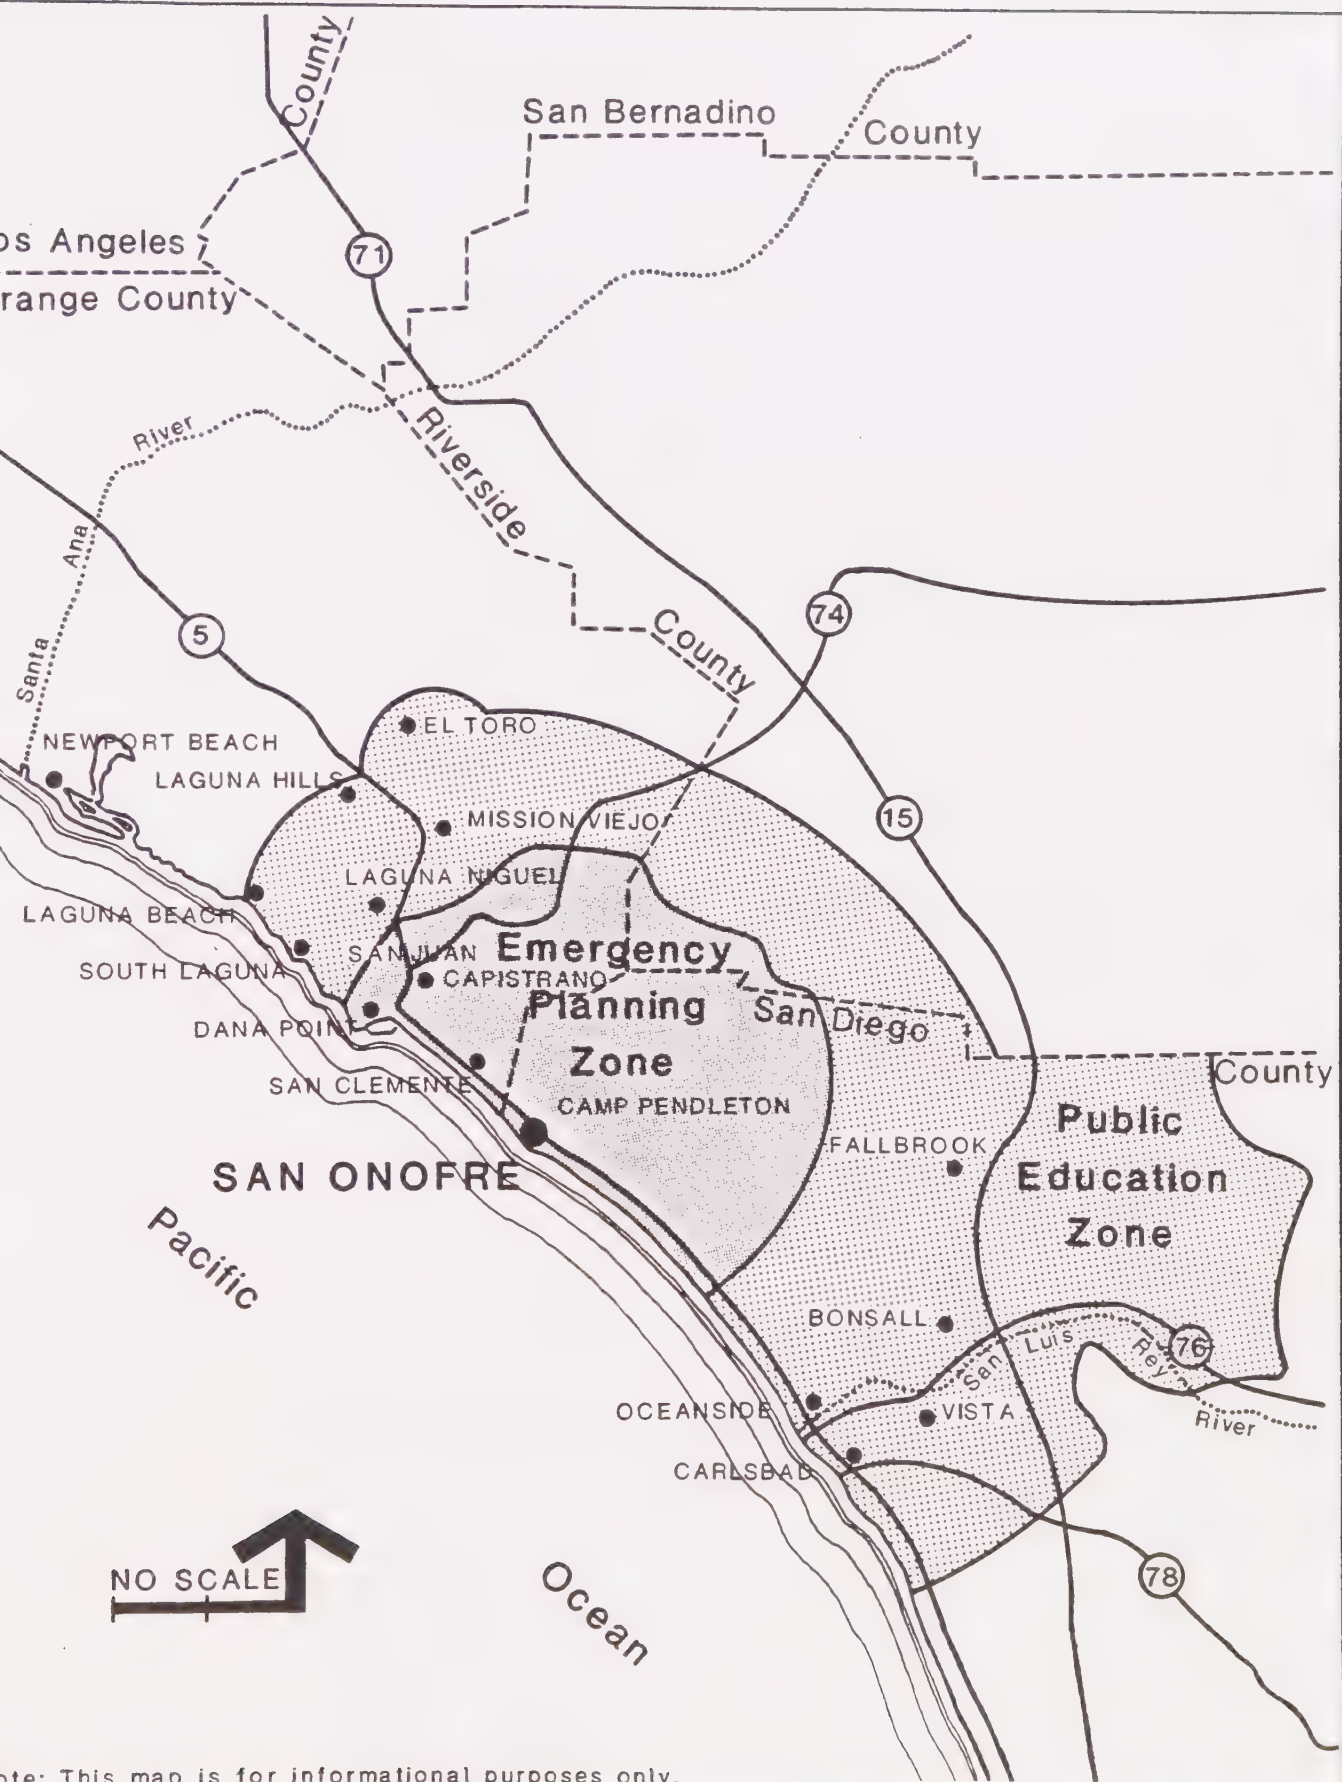 County
San Bernadino
County
os Angeles
71
range County
River
Riverside
Ana
74
County
5
Santa
EL TORO
NEWPORT BEACH
LAGUNA HILLS
MISSION VIEJO
15
LAGUNA NIGUEL
LAGUNA BEACH
SAN JUAN
CAPISTRANO
Emergency
Planning
Zone
SOUTH LAGUNA
San Diego
County
DANA POINT
SAN CLEMENTE
CAMP PENDLETON
Public
Education
Zone
FALLBROOK
SAN ONOFRE
Pacific
BONSALL
San Luis Rey
76
River
OCEANSIDE
VISTA
CARLSBAD
78
NO SCALE
Ocean
ote: This map is for informational purposes only.